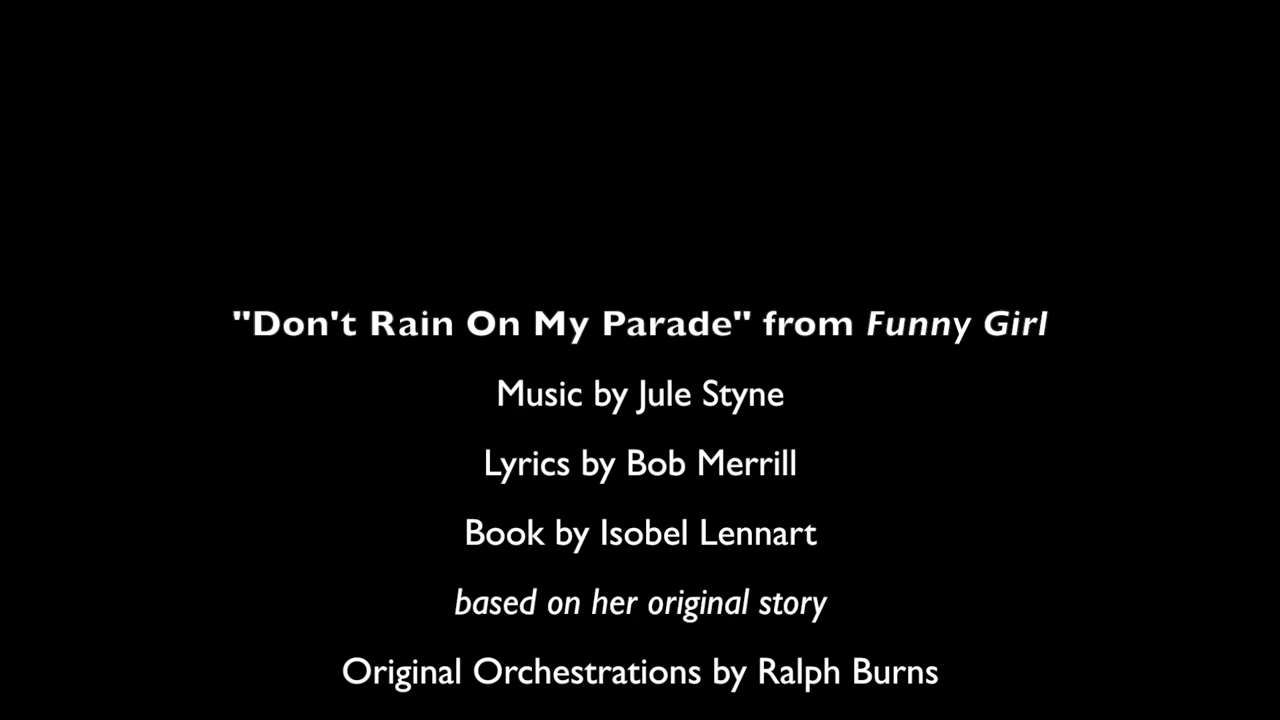 "Don't Rain On My Parade" from Funny Girl
Music by Jule Styne
Lyrics by Bob Merrill
Book by Isobel Lennart
based on her original story
Original Orchestrations by Ralph Burns